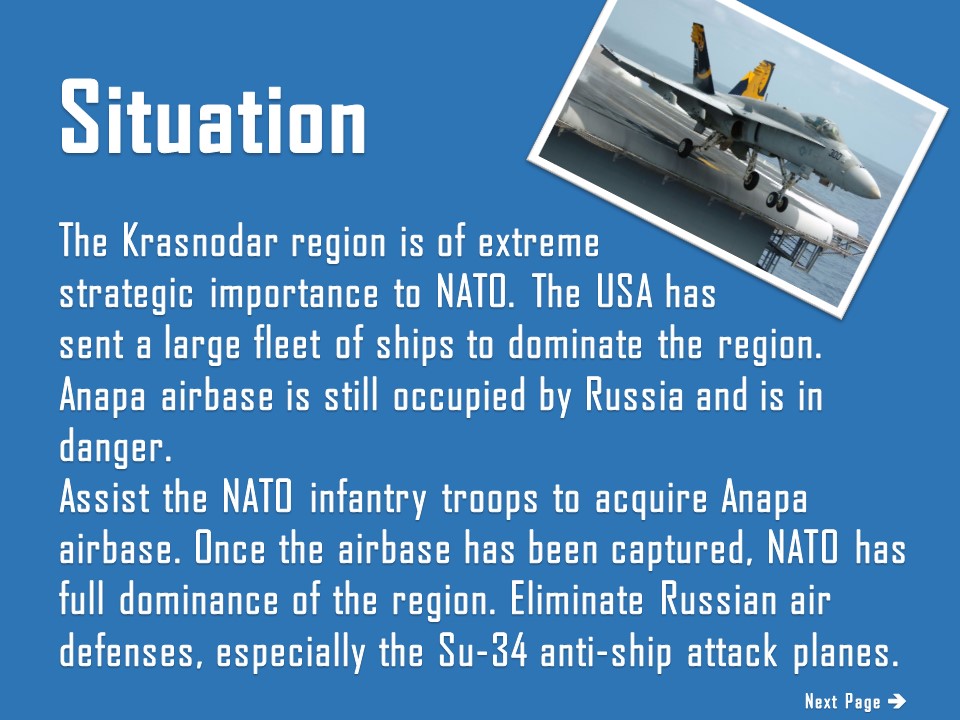 Situation
The Krasnodar region is of extreme
strategic importance to NATO. The USA has
sent a large fleet of ships to dominate the region.
Anapa airbase is still occupied by Russia and is in
danger.
Assist the NATO infantry troops to acquire Anapa
airbase. Once the airbase has been captured, NATO has
full dominance of the region. Eliminate Russian air
defenses, especially the Su-34 anti-ship attack planes.
Next Page →
300